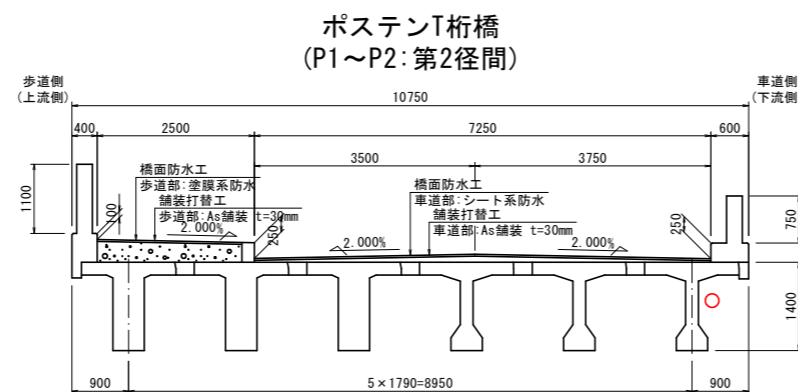 ポステンT桁橋
(P1～P2:第2径間)
歩道側
(上流側)
車道側
(下流側)
10750
400
2500
7250
600
3500
3750
橋面防水工
歩道部:塗膜系防水
舗装打替工
歩道部:As舗装 t=30mm
2.000%
橋面防水工
車道部:シート系防水
舗装打替工
車道部:As舗装 t=30mm
2.000%
2.000%
1100
250
250
750
1400
900
5×1790=8950
900